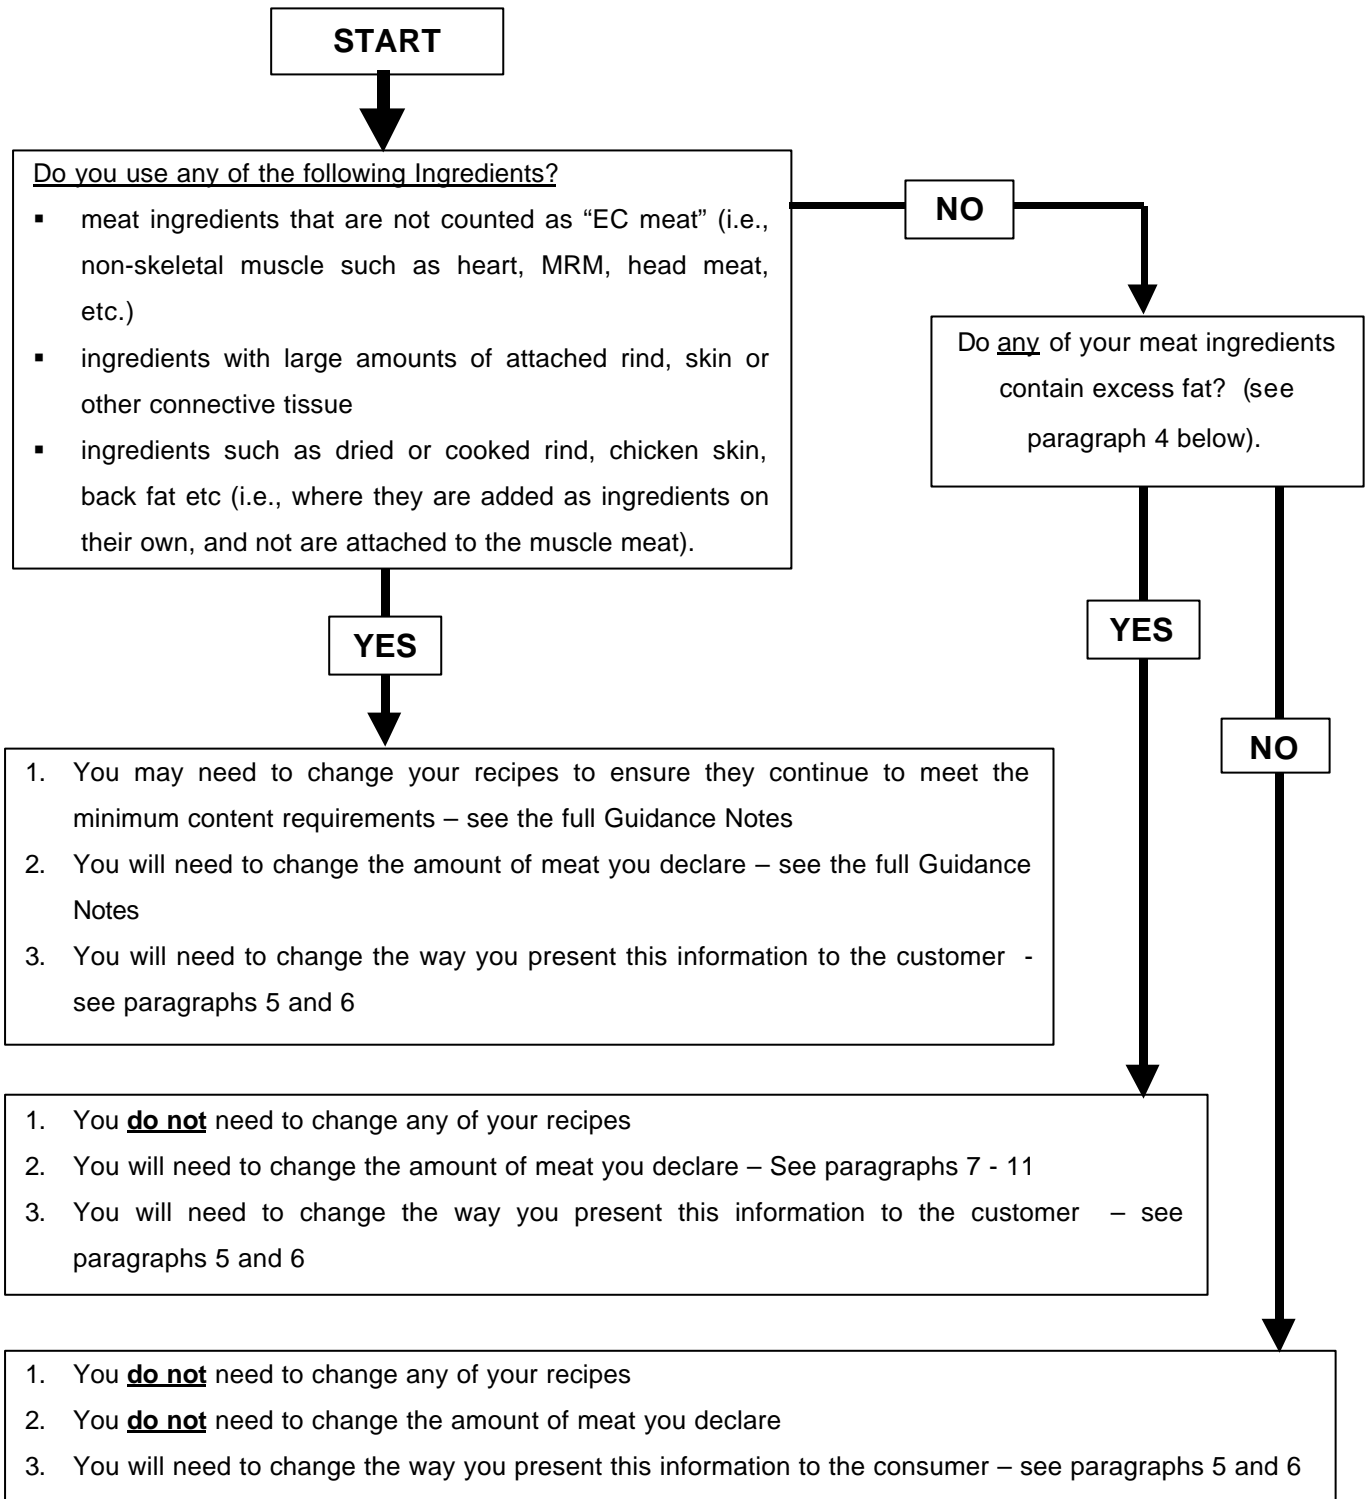 START
Do you use any of the following Ingredients?
▪ meat ingredients that are not counted as “EC meat” (i.e.,
non-skeletal muscle such as heart, MRM, head meat,
etc.)
▪ ingredients with large amounts of attached rind, skin or
other connective tissue
▪ ingredients such as dried or cooked rind, chicken skin,
back fat etc (i.e., where they are added as ingredients on
their own, and not are attached to the muscle meat).
NO
Do any of your meat ingredients
contain excess fat? (see
paragraph 4 below).
YES
YES
NO
1. You may need to change your recipes to ensure they continue to meet the
minimum content requirements – see the full Guidance Notes
2. You will need to change the amount of meat you declare – see the full Guidance
Notes
3. You will need to change the way you present this information to the customer -
see paragraphs 5 and 6
1. You do not need to change any of your recipes
2. You will need to change the amount of meat you declare – See paragraphs 7 - 11
3. You will need to change the way you present this information to the customer – see
paragraphs 5 and 6
1. You do not need to change any of your recipes
2. You do not need to change the amount of meat you declare
3. You will need to change the way you present this information to the consumer – see paragraphs 5 and 6